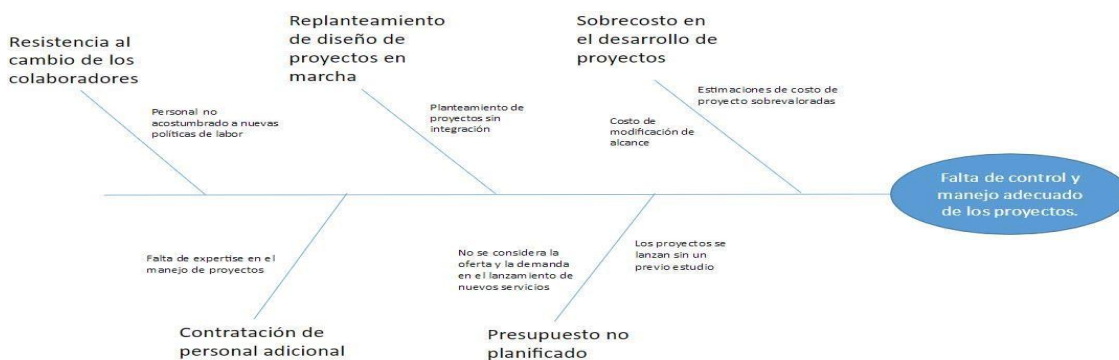 Resistencia al
cambio de los
colaboradores
Replanteamiento
de diseño de
proyectos en
marcha
Sobrecosto en
el desarrollo de
proyectos
Personal no
acostumbrado a nuevas
políticas de labor
Planteamiento de
proyectos sin
integración
Costo de
modificación de
alcance
Estimaciones de costo de
proyecto sobrevaloradas
Falta de control y
manejo adecuado
de los proyectos.
Falta de expertise en el
manejo de proyectos
No se considera la
oferta y la demanda
en el lanzamiento de
nuevos servicios
Los proyectos se
lanzan sin un
previo estudio
Contratación de
personal adicional
Presupuesto no
planificado